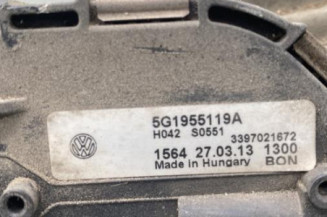 5G1955119A
H042 S0551
3397021672
1564 27.03.13 1300
Made in Hungary BON